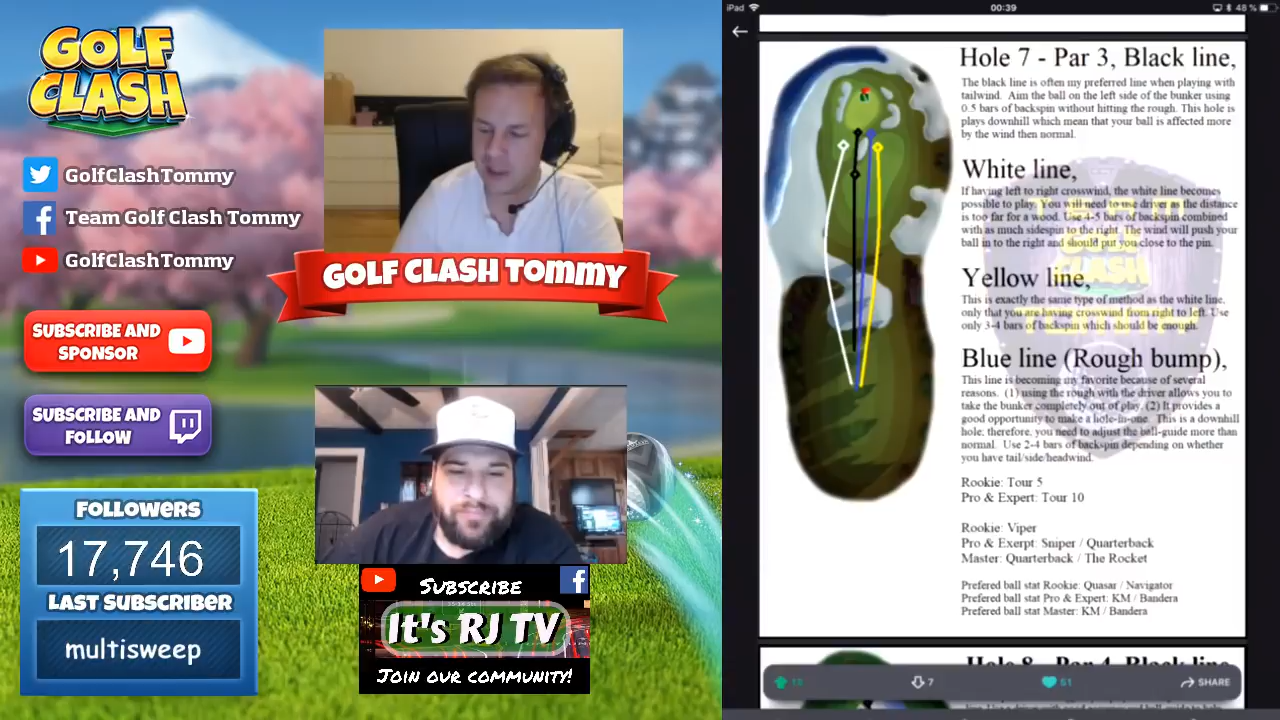 GOLF
CLASH
GolfClashTommy
Team Golf Clash Tommy
GolfClashTommy
SUBSCRIBE AND
SPONSOR
SUBSCRIBE AND
FOLLOW
FOLLOWERS
17,746
LAST SUBSCRIBER
multisweep
GOLF CLASH TOMMY
SUBSCRIBE
It's RJ TV
JOIN OUR COMMUNITY!
iPad
00:39
48 %
Hole 7 - Par 3, Black line,
The black line is often my preferred line when playing with
tailwind. Aim the ball on the left side of the bunker using
0.5 bars of backspin without hitting the rough. This hole is
plays downhill which mean that your ball is affected more
by the wind then normal.
White line,
If having left to right crosswind, the white line becomes
possible to play. You will need to use driver as the distance
is too far for a wood. Use 4-5 bars of backspin combined
with as much sidespin to the right. The wind will push your
ball in to the right and should put you close to the pin.
Yellow line,
This is exactly the same type of method as the white line,
only that you are having crosswind from right to left. Use
only 3-4 bars of backspin which should be enough.
Blue line (Rough bump),
This line is becoming my favorite because of several
reasons. (1) using the rough with the driver allows you to
take the bunker completely out of play. (2) It provides a
good opportunity to make a hole-in-one. This is a downhill
hole, therefore, you need to adjust the ball-guide more than
normal. Use 2-4 bars of backspin depending on whether
you have tail/side/headwind.
Rookie: Tour 5
Pro & Expert: Tour 10
Rookie: Viper
Pro & Exerpt: Sniper / Quarterback
Master: Quarterback / The Rocket
Prefered ball stat Rookie: Quasar / Navigator
Prefered ball stat Pro & Expert: KM / Bandera
Prefered ball stat Master: KM / Bandera
Hole 8 - Par 4, Black line,
13
7
51
SHARE